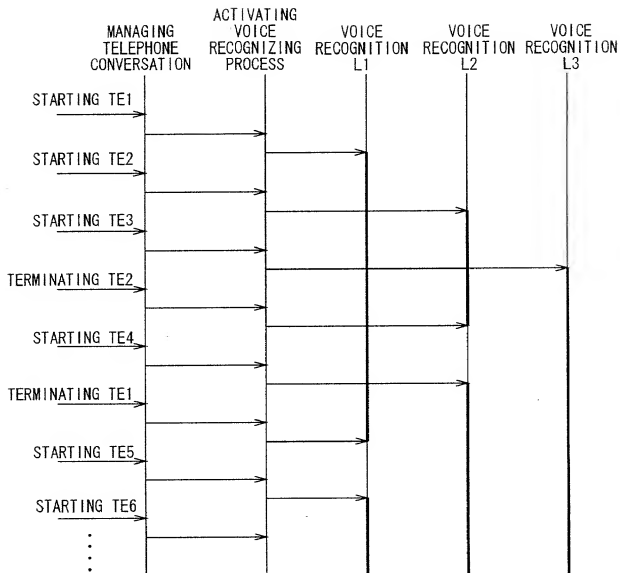 MANAGING
TELEPHONE
CONVERSATION
ACTIVATING
VOICE
RECOGNIZING
PROCESS
VOICE
RECOGNITION
L1
VOICE
RECOGNITION
L2
VOICE
RECOGNITION
L3
STARTING TE1
STARTING TE2
STARTING TE3
TERMINATING TE2
STARTING TE4
TERMINATING TE1
STARTING TE5
STARTING TE6